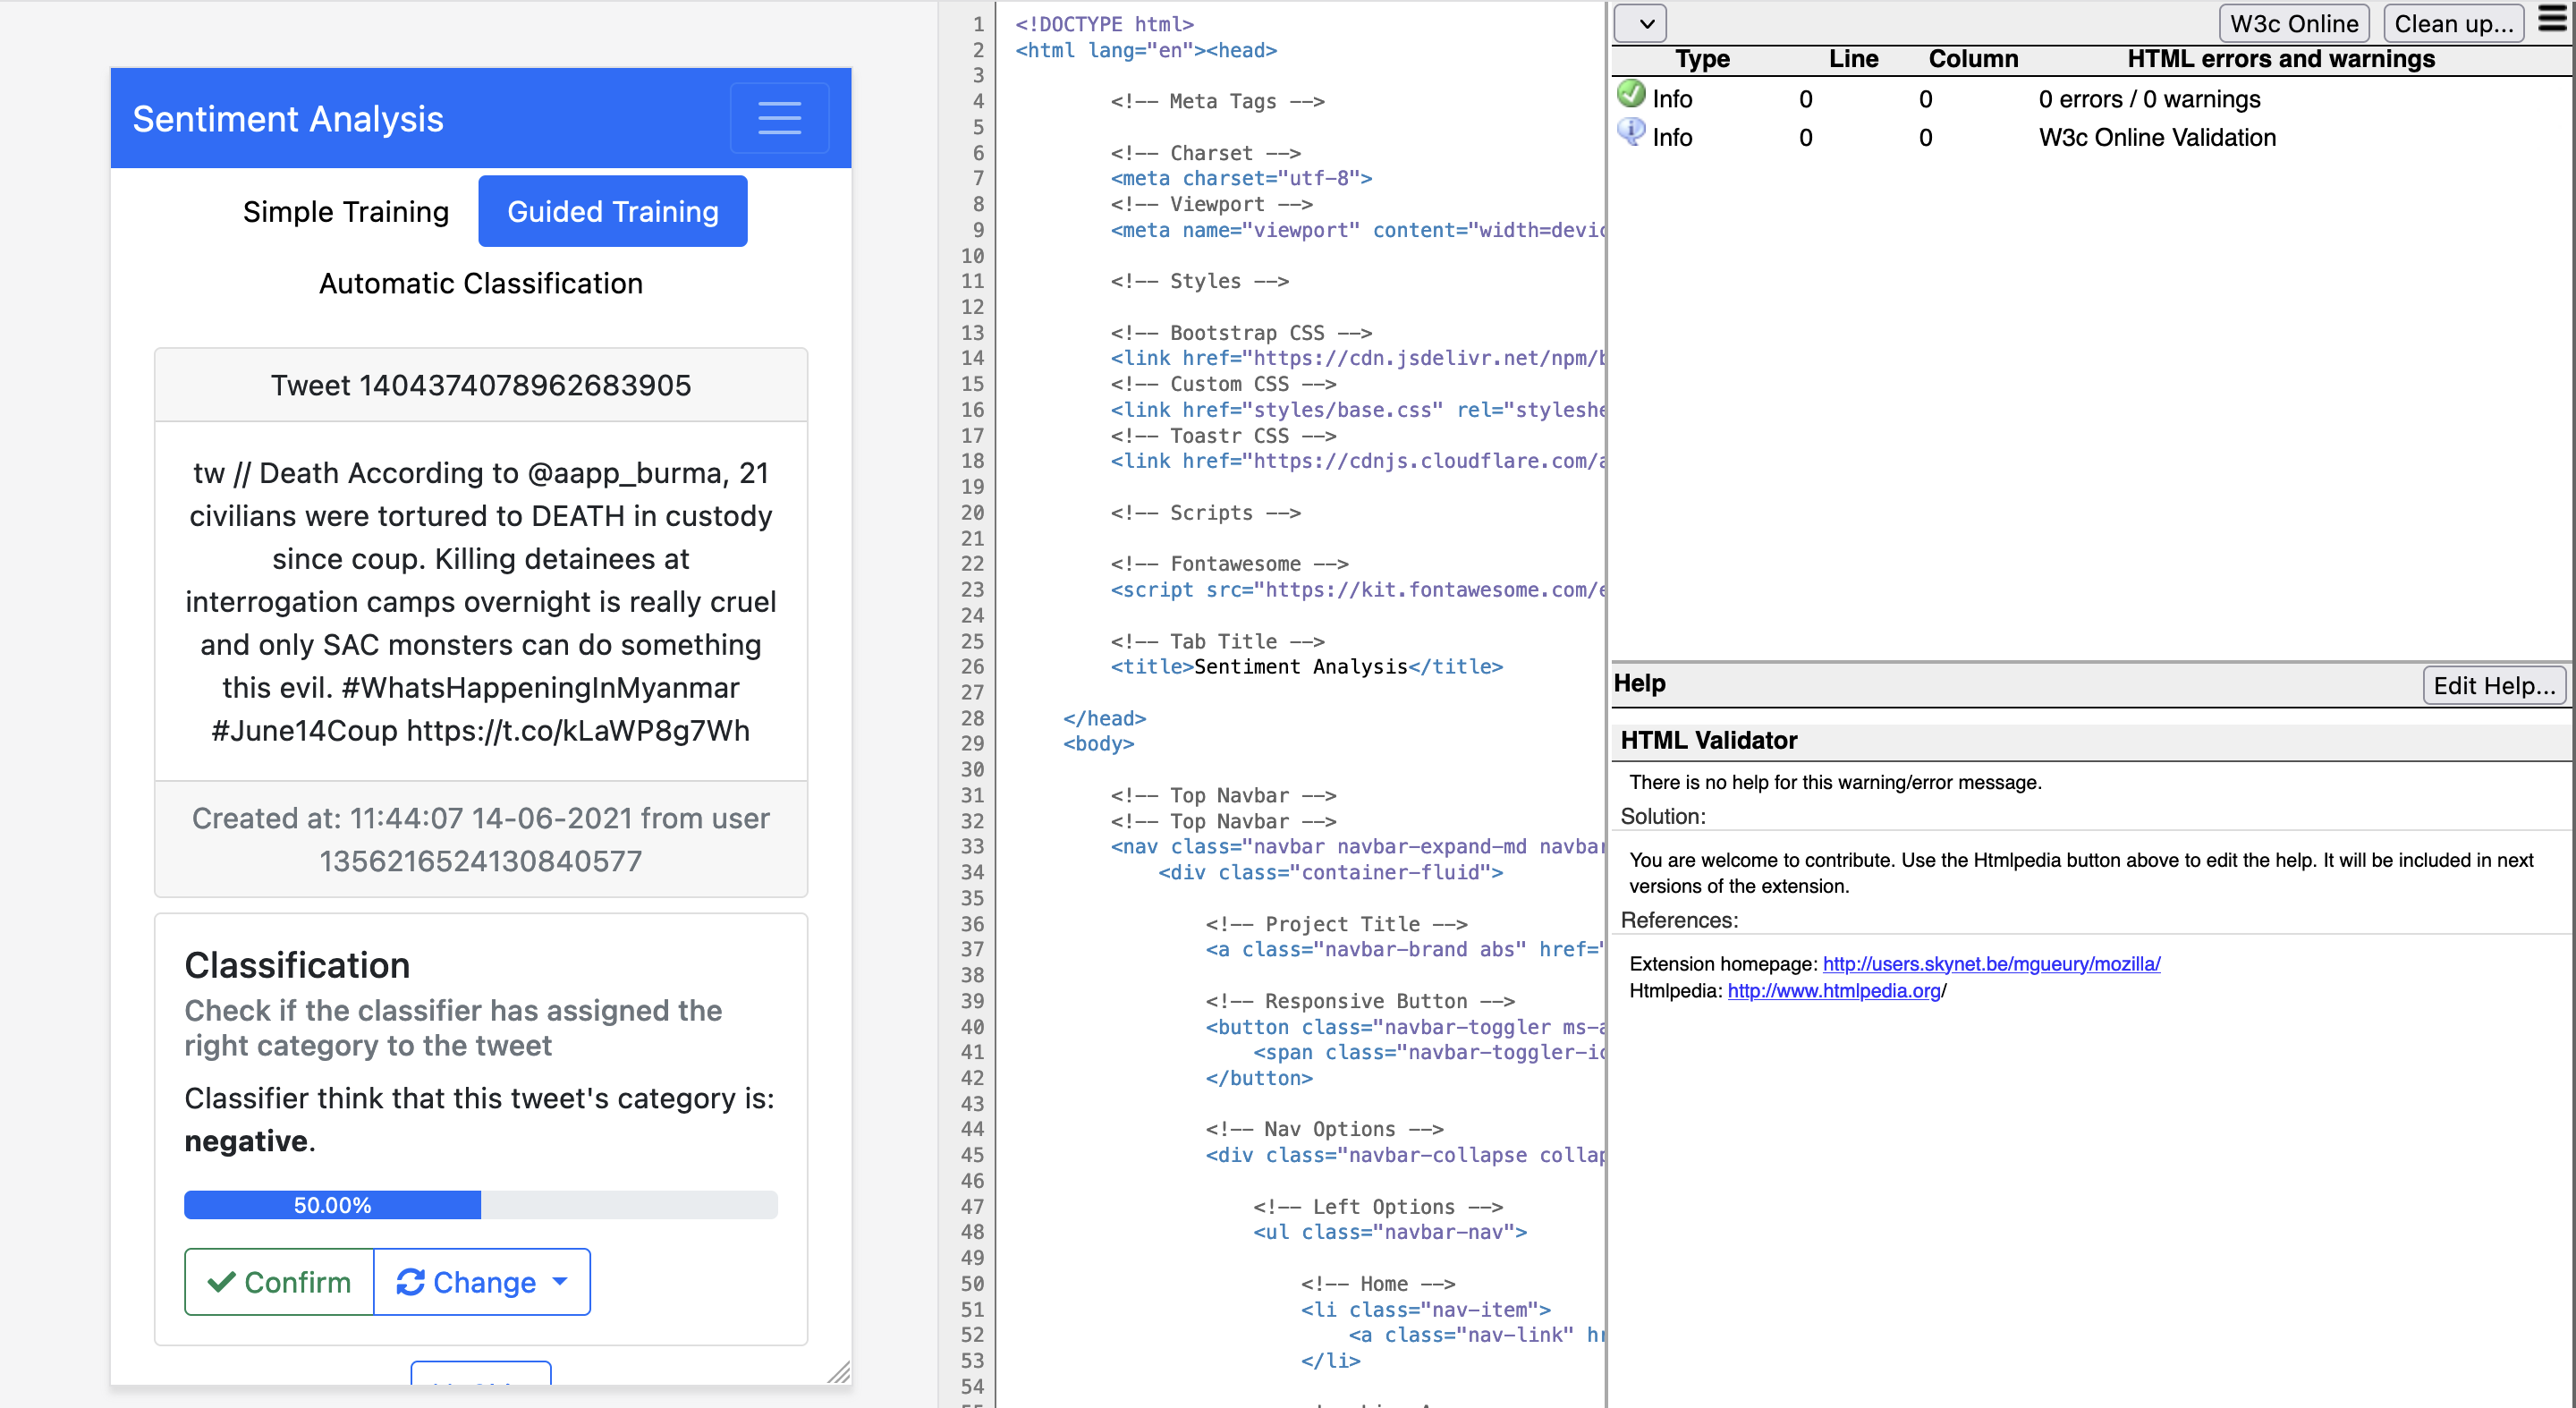 Sentiment Analysis
Simple Training
Guided Training
Automatic Classification
Tweet 1404374078962683905
tw // Death According to @aapp_burma, 21
civilians were tortured to DEATH in custody
since coup. Killing detainees at
interrogation camps overnight is really cruel
and only SAC monsters can do something
this evil. #WhatsHappeningInMyanmar
#June14Coup https://t.co/kLaWP8g7Wh
Created at: 11:44:07 14-06-2021 from user
1356216524130840577
Classification
Check if the classifier has assigned the
right category to the tweet
Classifier think that this tweet's category is:
negative.
50.00%
Confirm
Change
1 <!DOCTYPE html>
2 <html lang="en"><head>
3
4 <!-- Meta Tags -->
5
6 <!-- Charset -->
7 <meta charset="utf-8">
8 <!-- Viewport -->
9 <meta name="viewport" content="width=devic
10
11 <!-- Styles -->
12
13 <!-- Bootstrap CSS -->
14 <link href="https://cdn.jsdelivr.net/npm/b
15 <!-- Custom CSS -->
16 <link href="styles/base.css" rel="styleshe
17 <!-- Toastr CSS -->
18 <link href="https://cdnjs.cloudflare.com/a
19
20 <!-- Scripts -->
21
22 <!-- Fontawesome -->
23 <script src="https://kit.fontawesome.com/e
24
25 <!-- Tab Title -->
26 <title>Sentiment Analysis</title>
27
28 </head>
29 <body>
30
31 <!-- Top Navbar -->
32 <!-- Top Navbar -->
33 <nav class="navbar navbar-expand-md navbar
34 <div class="container-fluid">
35
36 <!-- Project Title -->
37 <a class="navbar-brand abs" href="
38
39 <!-- Responsive Button -->
40 <button class="navbar-toggler ms-a
41 <span class="navbar-toggler-ic
42 </button>
43
44 <!-- Nav Options -->
45 <div class="navbar-collapse collap
46
47 <!-- Left Options -->
48 <ul class="navbar-nav">
49
50 <!-- Home -->
51 <li class="nav-item">
52 <a class="nav-link" hr
53 </li>
54
W3c Online
Clean up...
Type Line Column HTML errors and warnings
Info 0 0 0 errors / 0 warnings
Info 0 0 W3c Online Validation
Help
Edit Help...
HTML Validator
There is no help for this warning/error message.
Solution:
You are welcome to contribute. Use the Htmlpedia button above to edit the help. It will be included in next
versions of the extension.
References:
Extension homepage: http://users.skynet.be/mgueury/mozilla/
Htmlpedia: http://www.htmlpedia.org/